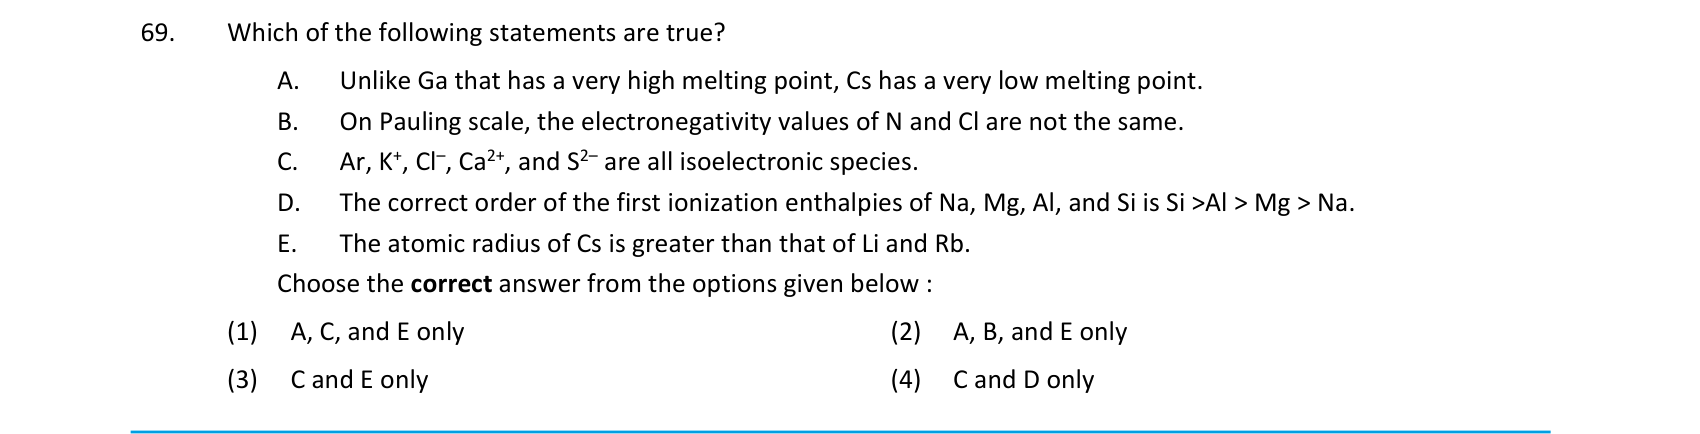 69. Which of the following statements are true?
A. Unlike Ga that has a very high melting point, Cs has a very low melting point.
B. On Pauling scale, the electronegativity values of N and Cl are not the same.
C. Ar, K⁺, Cl⁻, Ca²⁺, and S²⁻ are all isoelectronic species.
D. The correct order of the first ionization enthalpies of Na, Mg, Al, and Si is Si >Al > Mg > Na.
E. The atomic radius of Cs is greater than that of Li and Rb.
Choose the correct answer from the options given below :
(1) A, C, and E only (2) A, B, and E only
(3) C and E only (4) C and D only